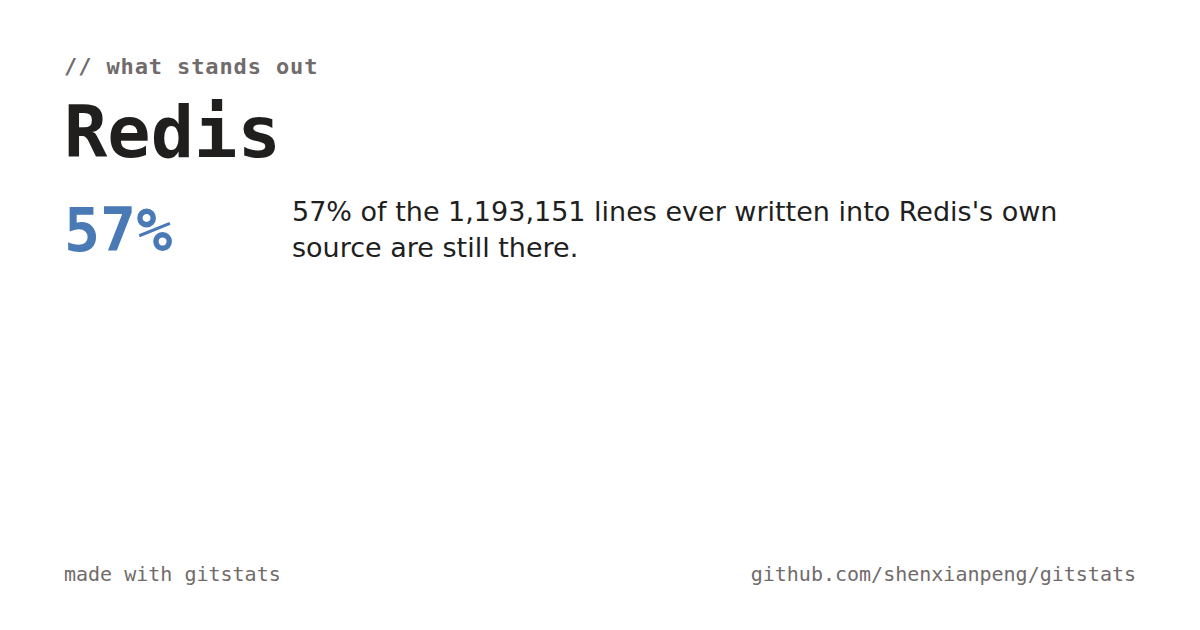 // what stands out
Redis
57%
57% of the 1,193,151 lines ever written into Redis's own
source are still there.
made with gitstats
github.com/shenxianpeng/gitstats